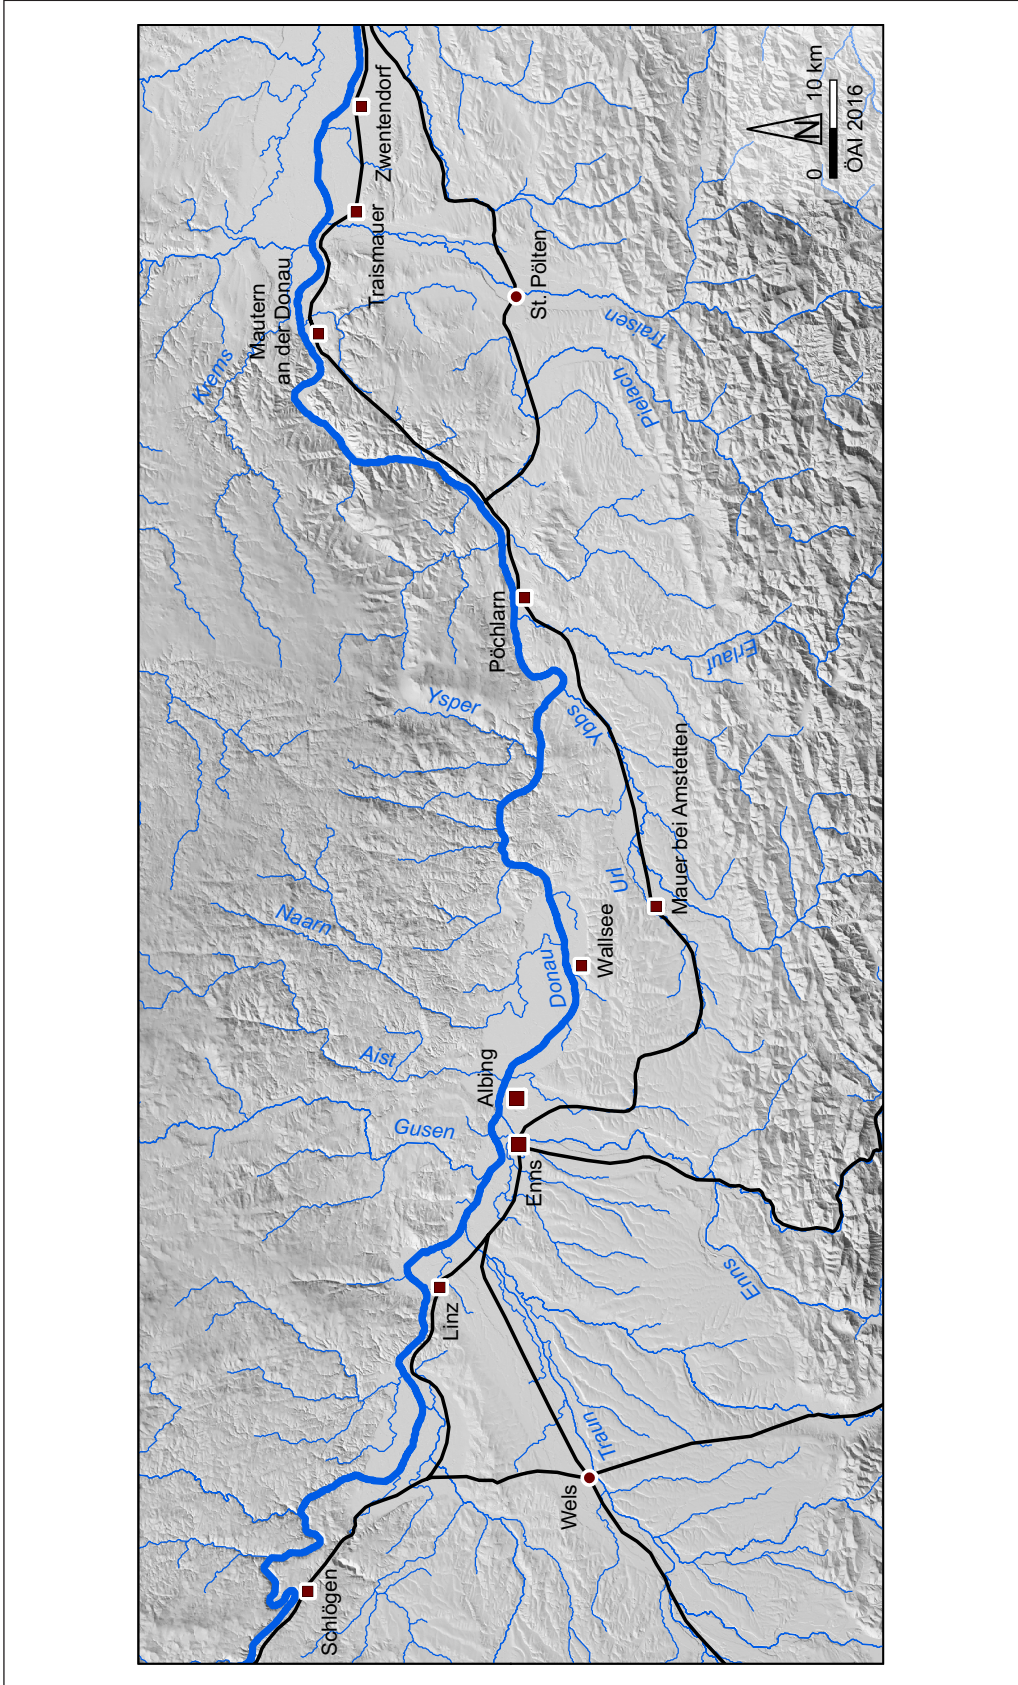 Krems
Mautern
an der Donau
Traismauer
Zwentendorf
St. Pölten
Traisen
Pielach
Pöchlarn
Erlauf
Ysper
Ybbs
Mauer bei Amstetten
Url
Wallsee
Donau
Naarn
Aist
Albing
Gusen
Enns
Enns
Linz
Traun
Wels
Schlögen
N
0 10 km
ÖAI 2016